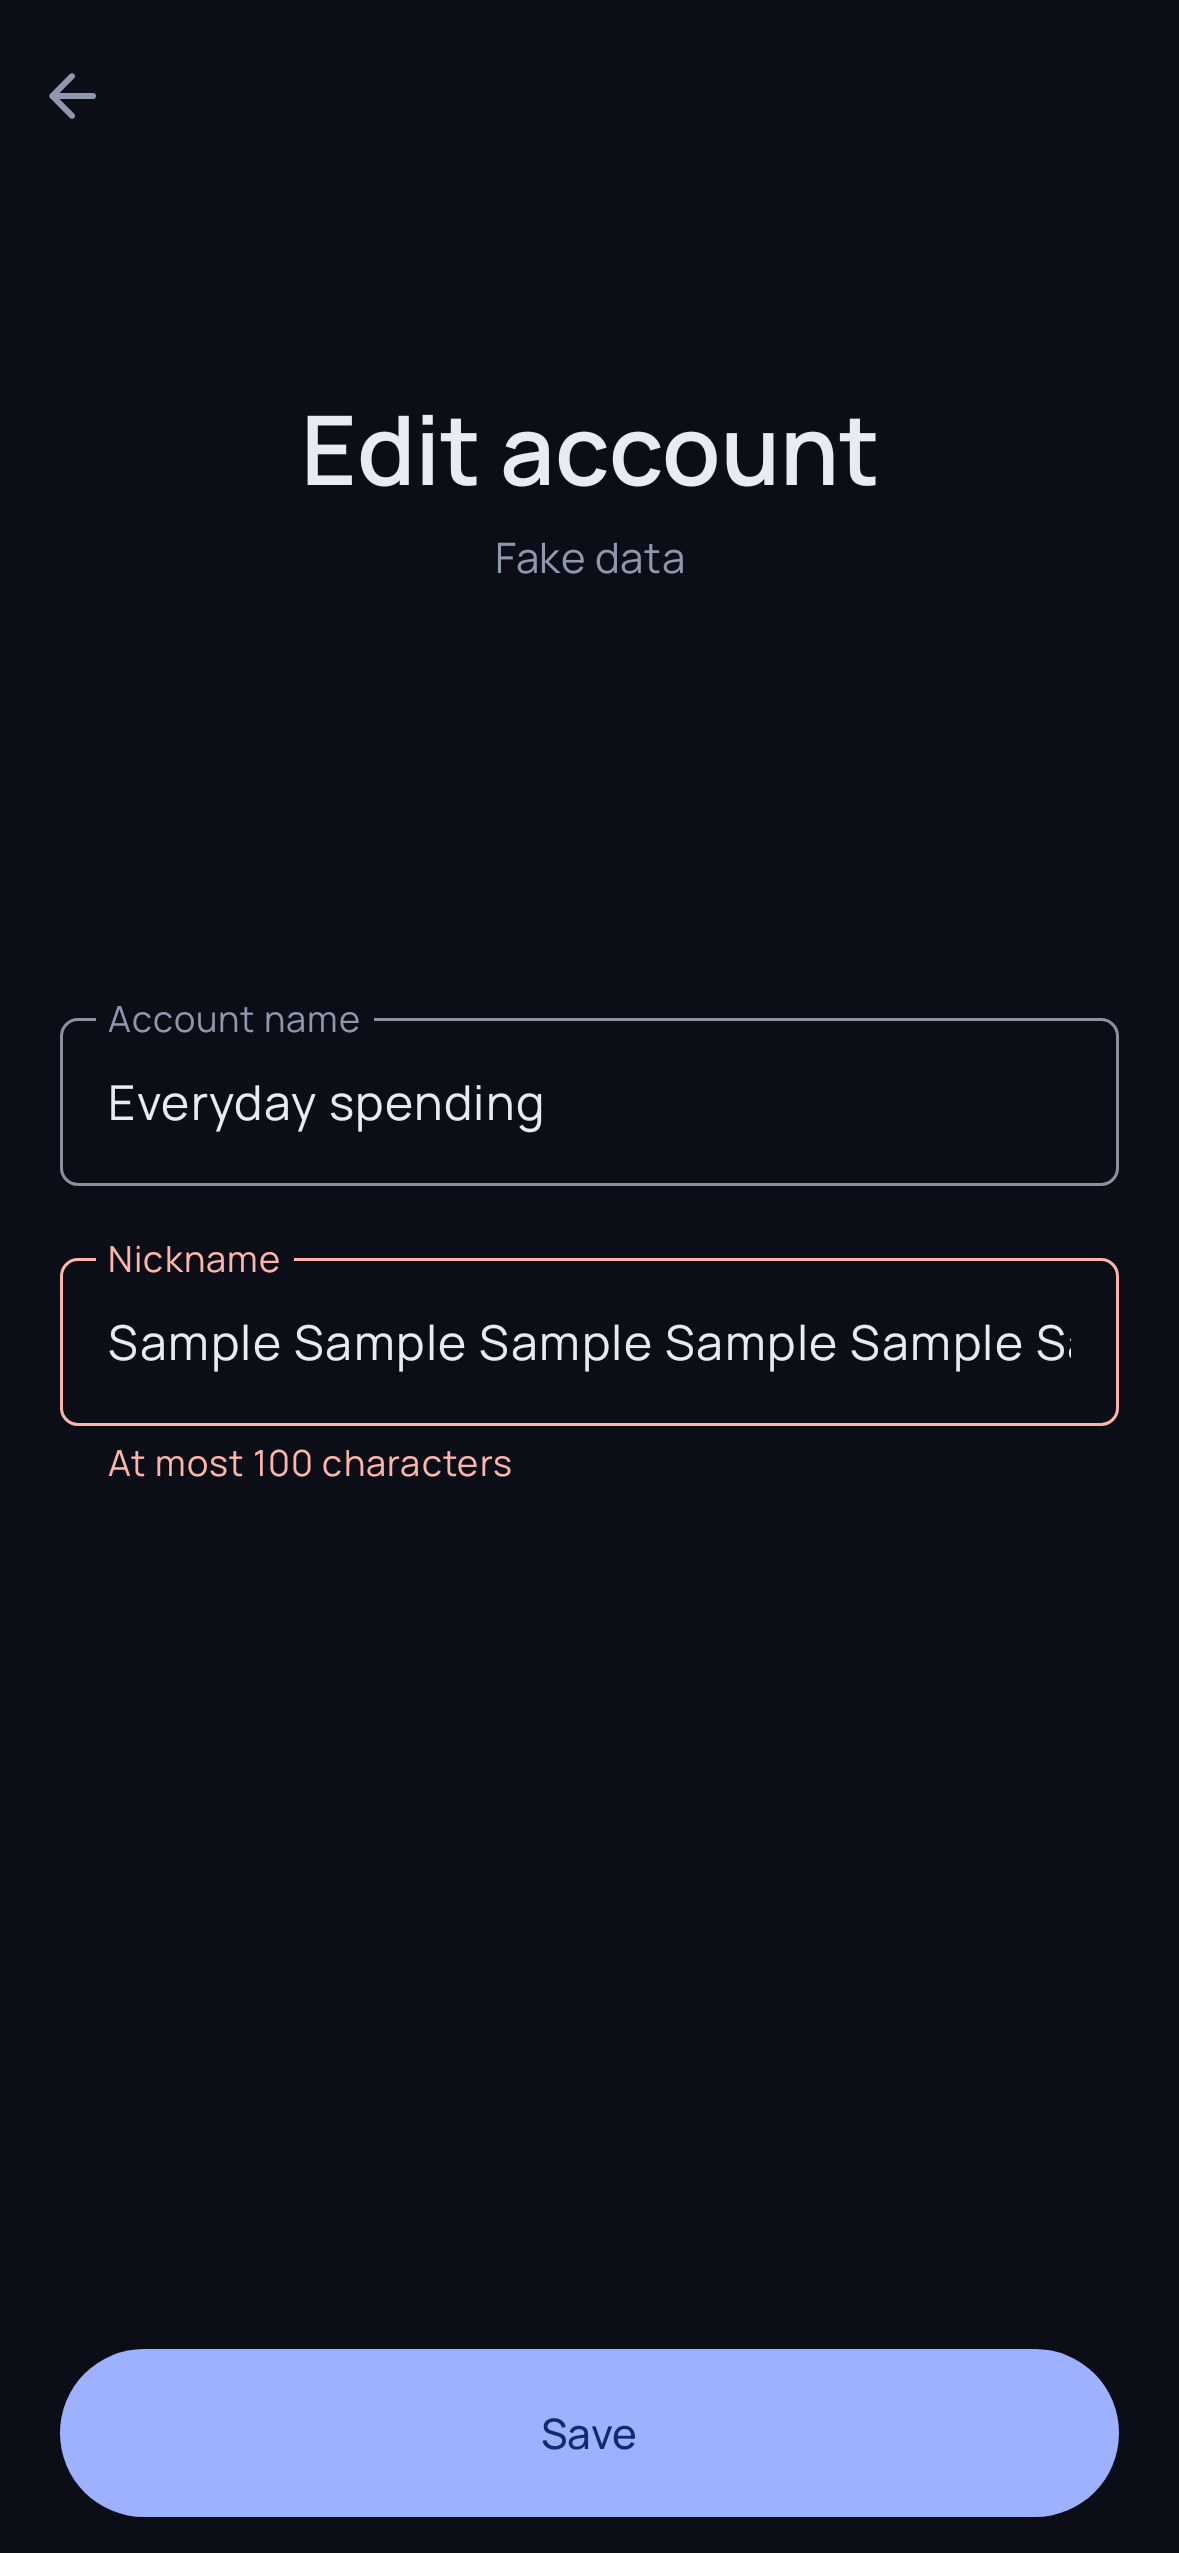 Edit account
Fake data
Account name
Everyday spending
Nickname
Sample Sample Sample Sample Sample
At most 100 characters
Save